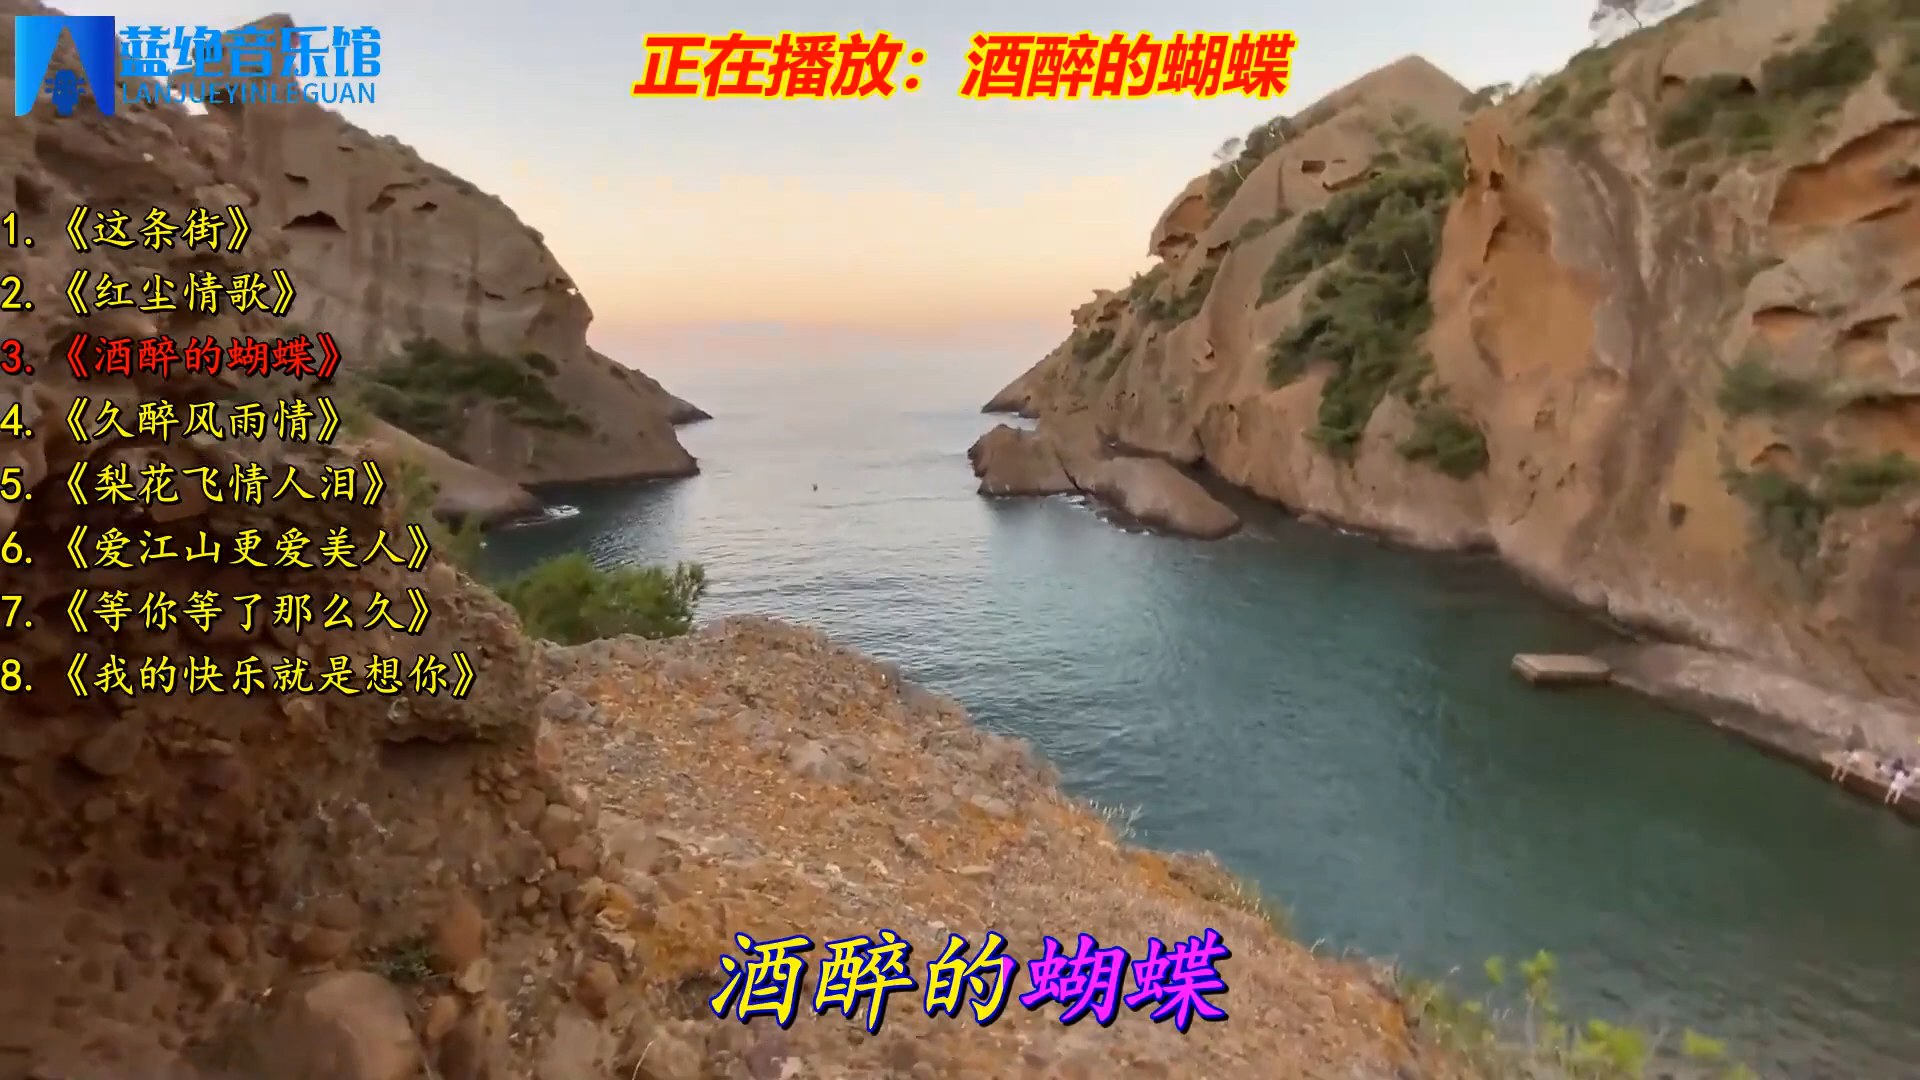 蓝绝音乐馆
LANJUEYINLEGUAN
正在播放：酒醉的蝴蝶
1.《这条街》
2.《红尘情歌》
3.《酒醉的蝴蝶》
4.《久醉风雨情》
5.《梨花飞情人泪》
6.《爱江山更爱美人》
7.《等你等了那么久》
8.《我的快乐就是想你》
酒醉的蝴蝶